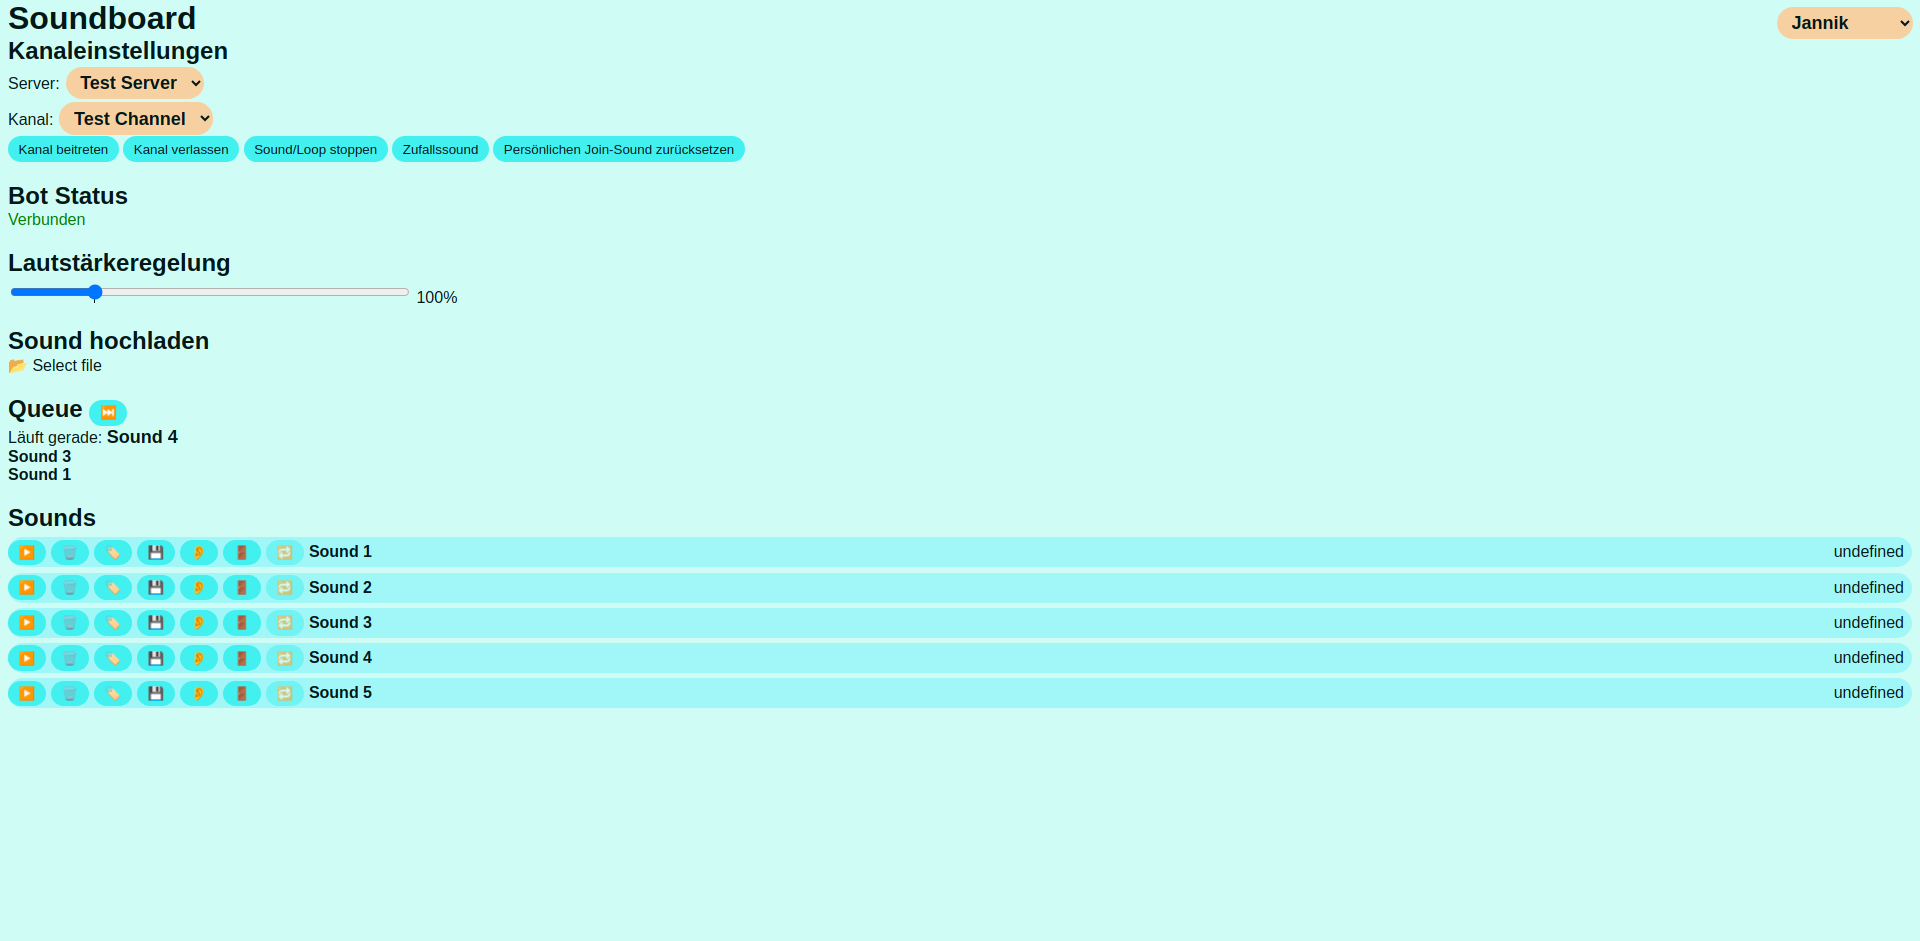 Soundboard
Jannik
Kanaleinstellungen
Server: Test Server
Kanal: Test Channel
Kanal beitreten Kanal verlassen Sound/Loop stoppen Zufallssound Persönlichen Join-Sound zurücksetzen
Bot Status
Verbunden
Lautstärkeregelung
100%
Sound hochladen
📂 Select file
Queue ⏭️
Läuft gerade: Sound 4
Sound 3
Sound 1
Sounds
▶️ 🗑️ 🏷️ 💾 👂 🚪 🔁 Sound 1 undefined
▶️ 🗑️ 🏷️ 💾 👂 🚪 🔁 Sound 2 undefined
▶️ 🗑️ 🏷️ 💾 👂 🚪 🔁 Sound 3 undefined
▶️ 🗑️ 🏷️ 💾 👂 🚪 🔁 Sound 4 undefined
▶️ 🗑️ 🏷️ 💾 👂 🚪 🔁 Sound 5 undefined